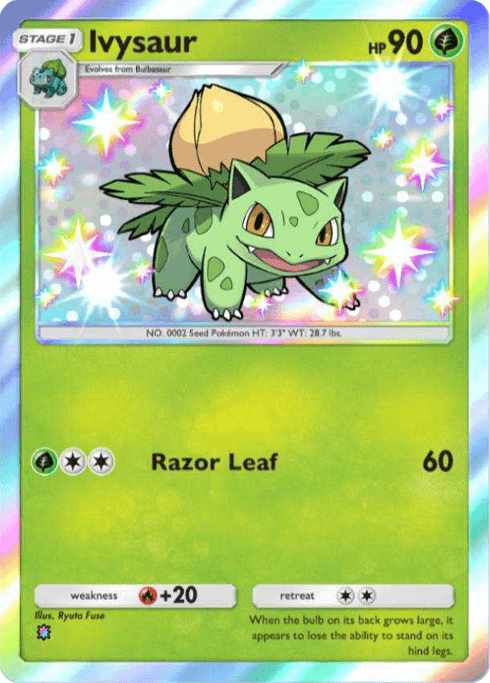 STAGE 1
Ivysaur
HP 90
Evolves from Bulbasaur
NO. 0002 Seed Pokémon HT: 3'3" WT: 28.7 lbs.
Razor Leaf 60
weakness +20 retreat
Illus. Ryuta Fuse
When the bulb on its back grows large, it
appears to lose the ability to stand on its
hind legs.